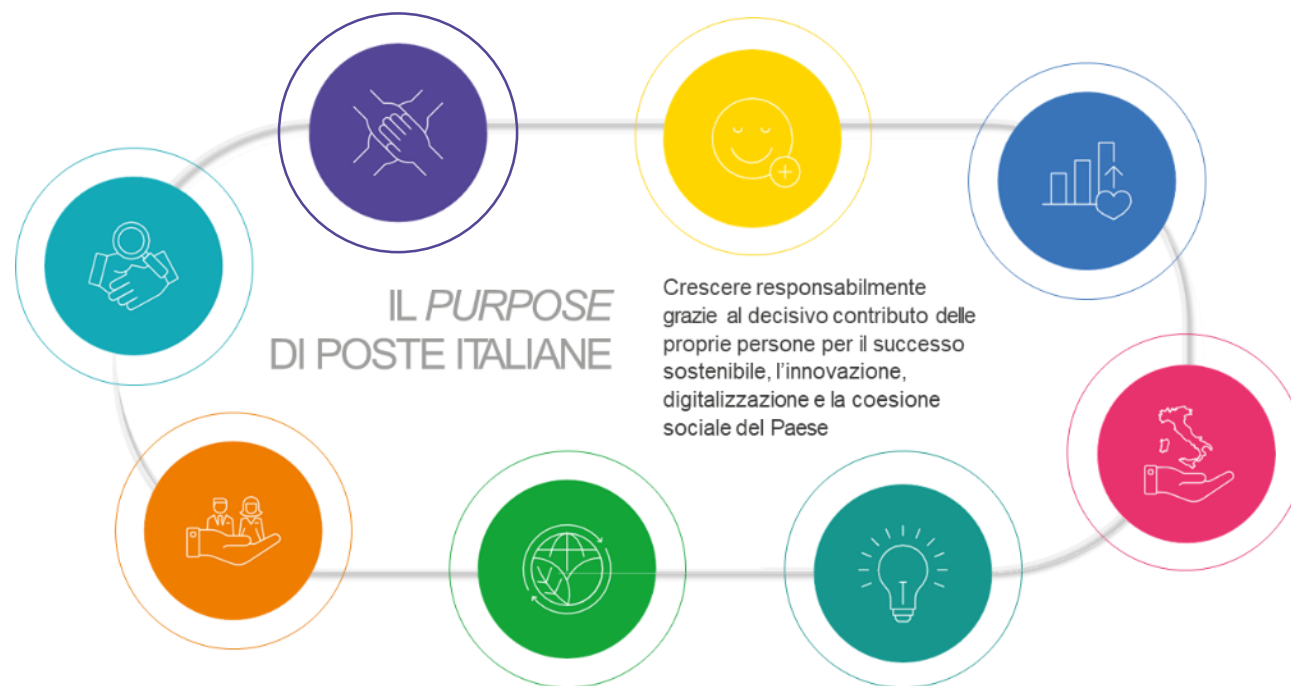 IL PURPOSE
DI POSTE ITALIANE
Crescere responsabilmente
grazie al decisivo contributo delle
proprie persone per il successo
sostenibile, l'innovazione,
digitalizzazione e la coesione
sociale del Paese